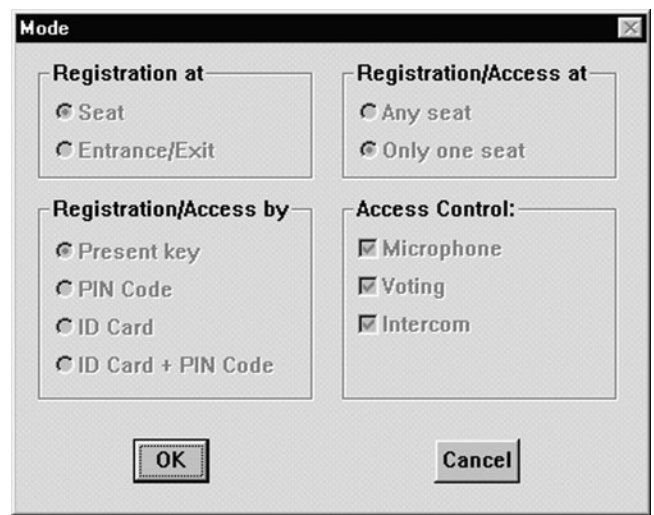 Mode
Registration at
Seat
Entrance/Exit
Registration/Access at
Any seat
Only one seat
Registration/Access by
Present key
PIN Code
ID Card
ID Card + PIN Code
Access Control:
Microphone
Voting
Intercom
OK
Cancel